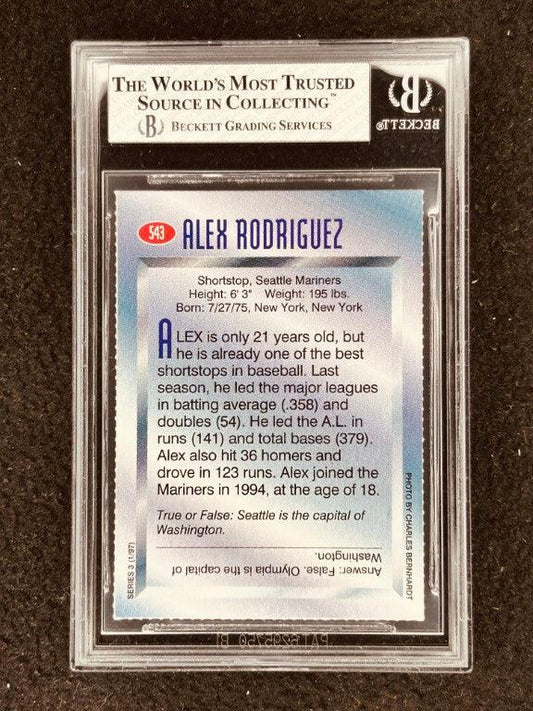 THE WORLD'S MOST TRUSTED
SOURCE IN COLLECTING™
B BECKETT GRADING SERVICES
B
BECKETT®
543 ALEX RODRIGUEZ
Shortstop, Seattle Mariners
Height: 6' 3" Weight: 195 lbs.
Born: 7/27/75, New York, New York
ALEX is only 21 years old, but
he is already one of the best
shortstops in baseball. Last
season, he led the major leagues
in batting average (.358) and
doubles (54). He led the A.L. in
runs (141) and total bases (379).
Alex also hit 36 homers and
drove in 123 runs. Alex joined the
Mariners in 1994, at the age of 18.
True or False: Seattle is the capital of
Washington.
Answer: False. Olympia is the capital of
Washington.
SERIES 3 (1/97)
PHOTO BY CHARLES BERNHARDT